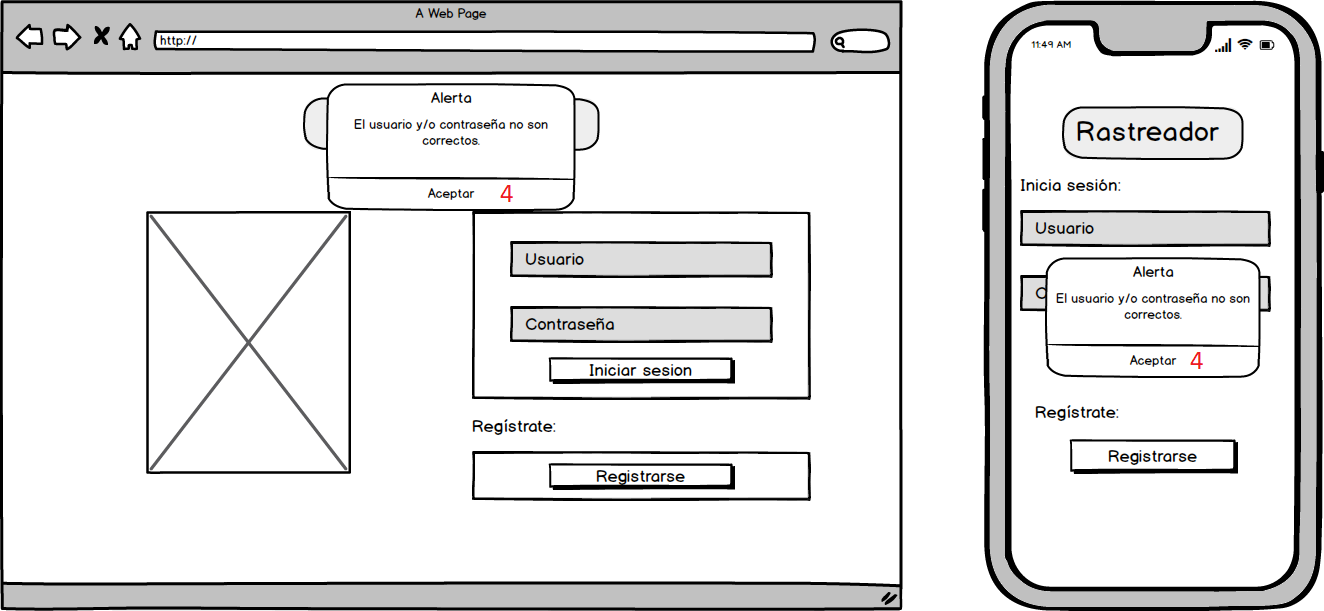 A Web Page
http://
Alerta
El usuario y/o contraseña no son
correctos.
Aceptar 4
Usuario
Contraseña
Iniciar sesion
Regístrate:
Registrarse
11:49 AM
Rastreador
Inicia sesión:
Usuario
C
Alerta
El usuario y/o contraseña no son
correctos.
Aceptar 4
Regístrate:
Registrarse